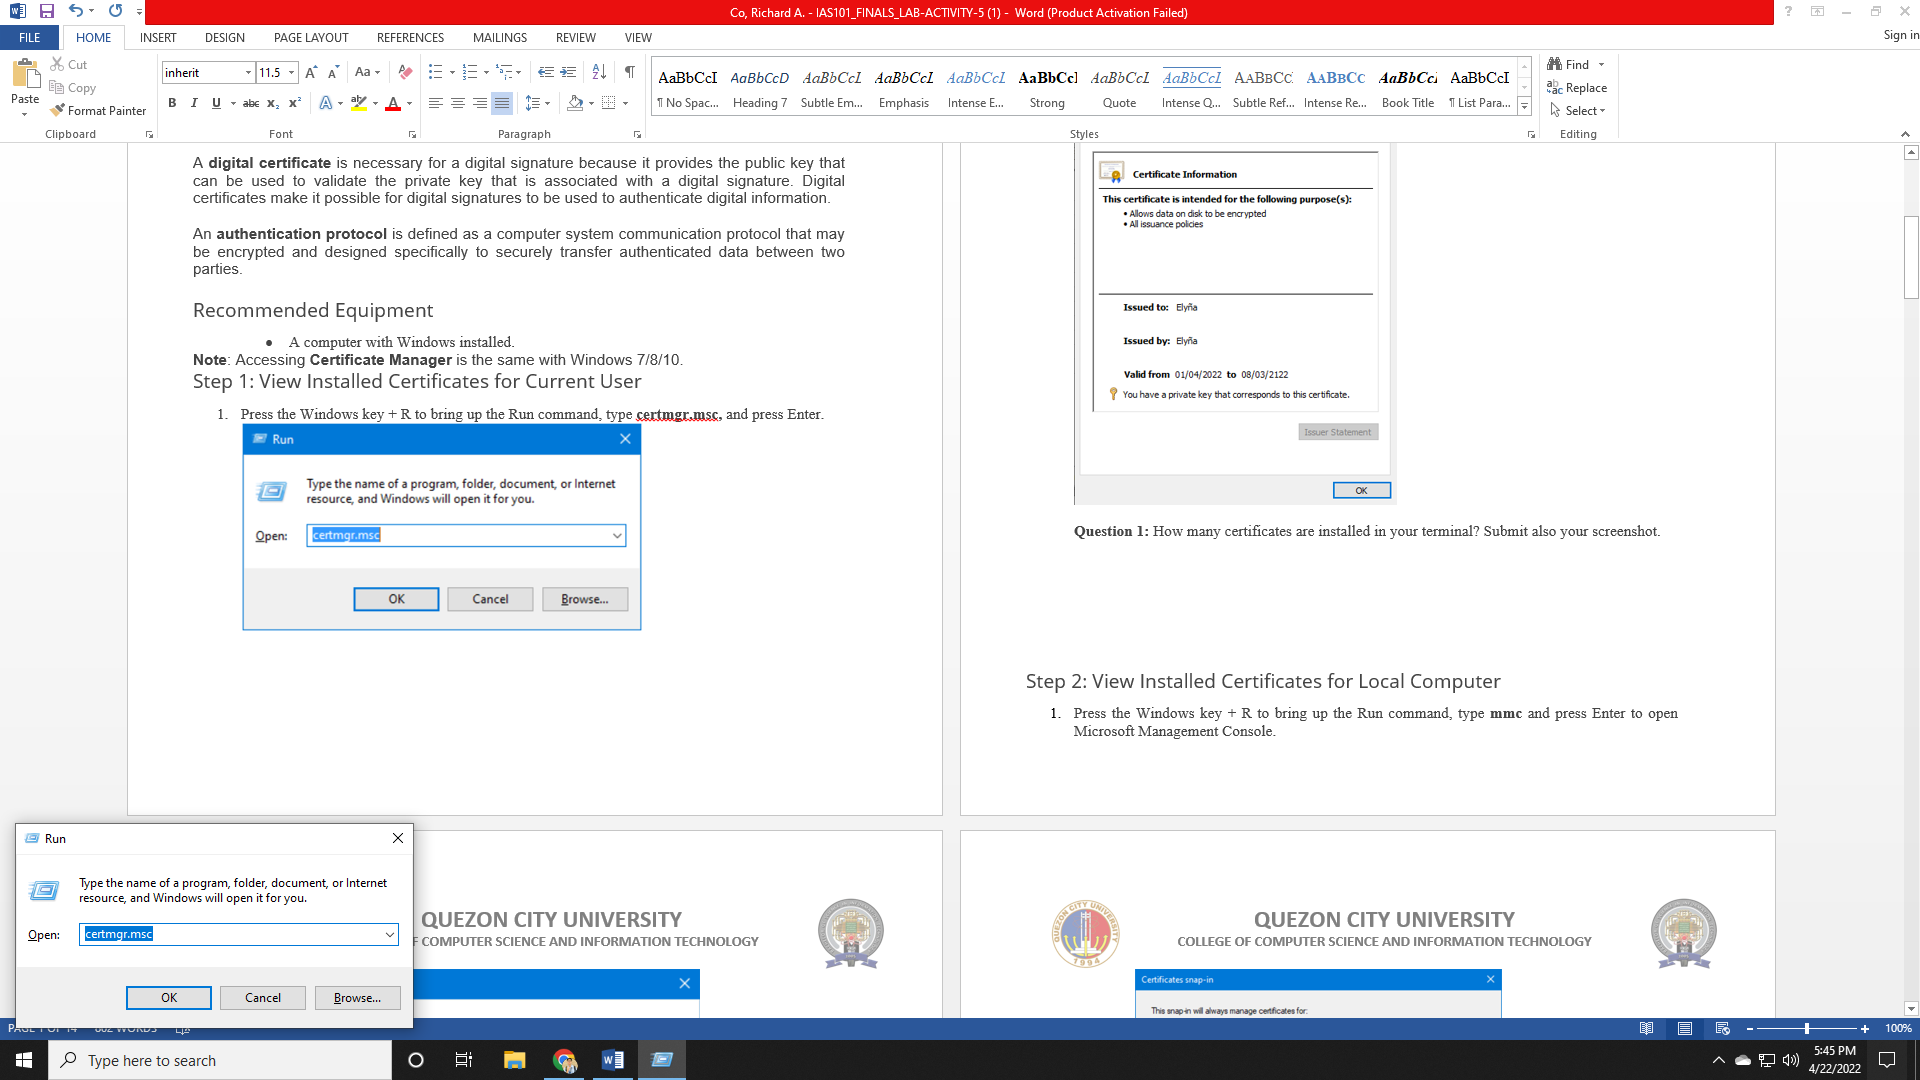 Co, Richard A. - IAS101_FINALS_LAB-ACTIVITY-5 (1) - Word (Product Activation Failed)
Sign in
FILE HOME INSERT DESIGN PAGE LAYOUT REFERENCES MAILINGS REVIEW VIEW
Paste
Cut
Copy
Format Painter
Clipboard
inherit 11.5
Font
Paragraph
AaBbCcI AaBbCcD AaBbCcL AaBbCcL AaBbCcL AaBbCcI AaBbCcL AaBbCcL AABBCC AABBCC AaBbCcL AaBbCcI
¶ No Spac... Heading 7 Subtle Em... Emphasis Intense E... Strong Quote Intense Q... Subtle Ref... Intense Re... Book Title ¶ List Para...
Styles
Find
Replace
Select
Editing
A digital certificate is necessary for a digital signature because it provides the public key that
can be used to validate the private key that is associated with a digital signature. Digital
certificates make it possible for digital signatures to be used to authenticate digital information.
An authentication protocol is defined as a computer system communication protocol that may
be encrypted and designed specifically to securely transfer authenticated data between two
parties.
Recommended Equipment
● A computer with Windows installed.
Note: Accessing Certificate Manager is the same with Windows 7/8/10.
Step 1: View Installed Certificates for Current User
1. Press the Windows key + R to bring up the Run command, type certmgr.msc, and press Enter.
Run
Type the name of a program, folder, document, or Internet
resource, and Windows will open it for you.
Open: certmgr.msc
OK Cancel Browse...
Certificate Information
This certificate is intended for the following purpose(s):
• Allows data on disk to be encrypted
• All issuance policies
Issued to: Elyña
Issued by: Elyña
Valid from 01/04/2022 to 08/03/2122
You have a private key that corresponds to this certificate.
Issuer Statement
OK
Question 1: How many certificates are installed in your terminal? Submit also your screenshot.
Step 2: View Installed Certificates for Local Computer
1. Press the Windows key + R to bring up the Run command, type mmc and press Enter to open
Microsoft Management Console.
Run
Type the name of a program, folder, document, or Internet
resource, and Windows will open it for you.
Open: certmgr.msc
OK Cancel Browse...
QUEZON CITY UNIVERSITY
F COMPUTER SCIENCE AND INFORMATION TECHNOLOGY
QUEZON CITY UNIVERSITY
1994
QUEZON CITY UNIVERSITY
COLLEGE OF COMPUTER SCIENCE AND INFORMATION TECHNOLOGY
Certificates snap-in
This snap-in will always manage certificates for:
PAGE 1 OF 14 802 WORDS
100%
Type here to search
5:45 PM
4/22/2022